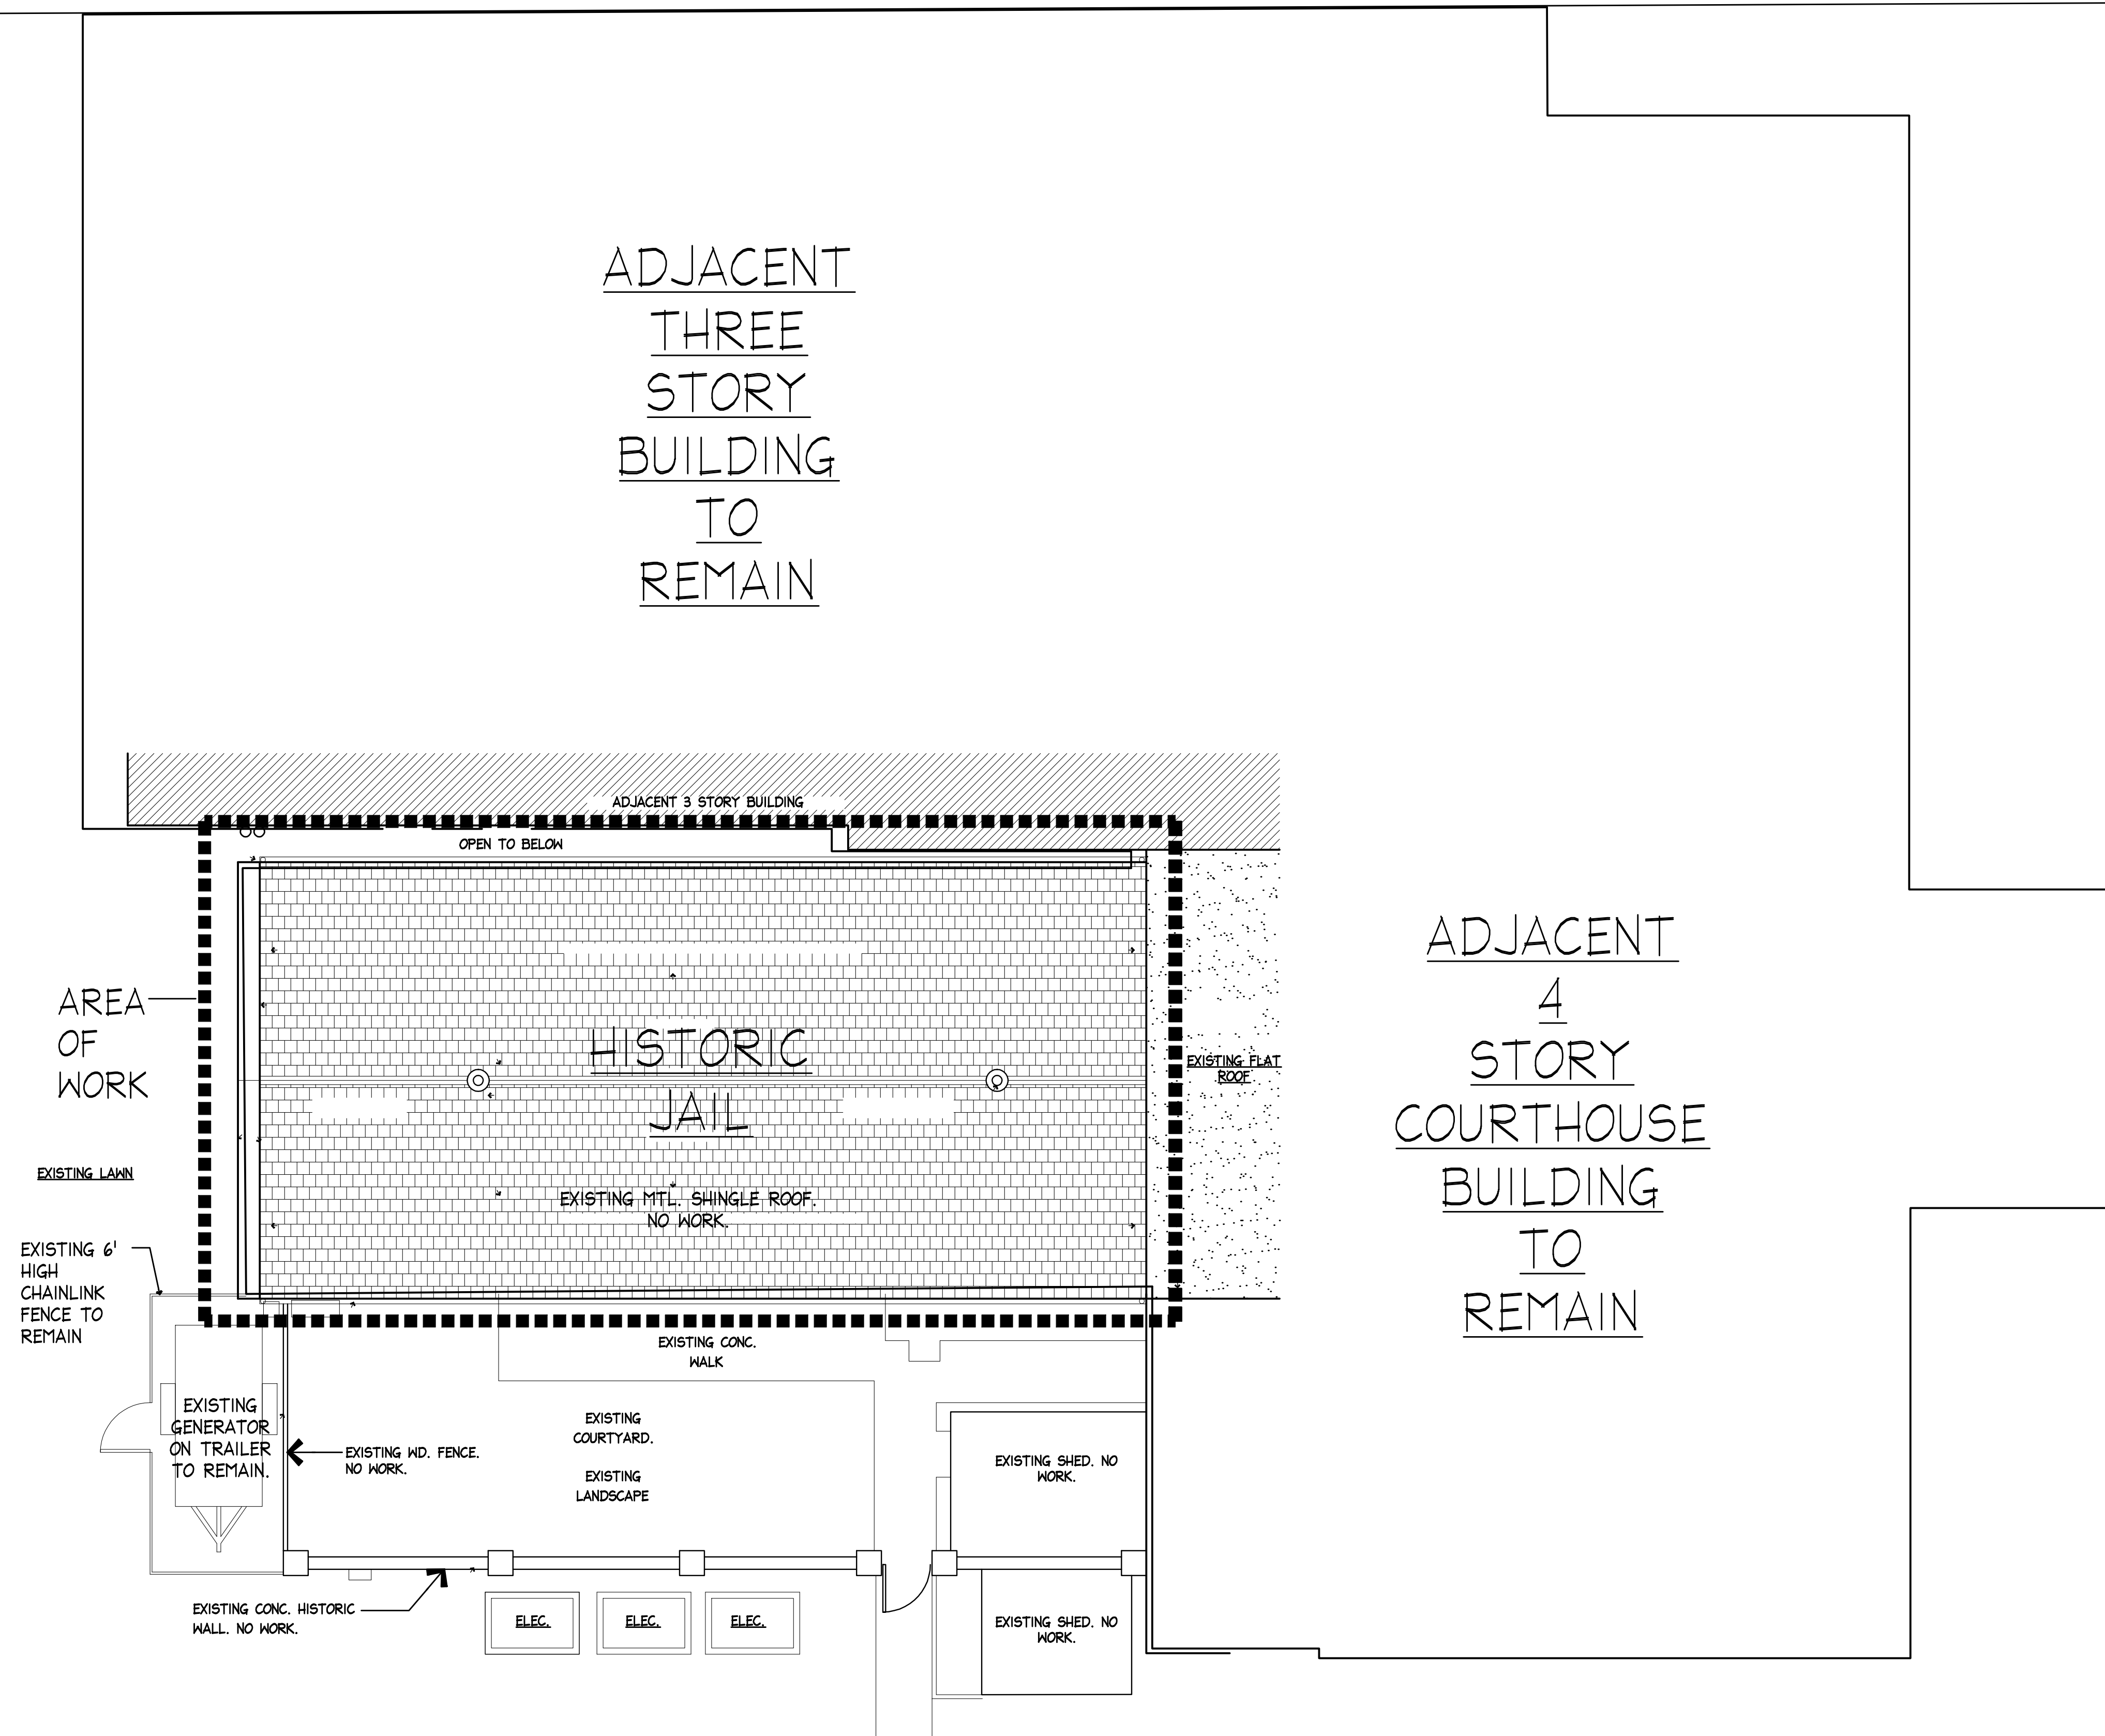 ADJACENT
THREE
STORY
BUILDING
TO
REMAIN
ADJACENT 3 STORY BUILDING
OPEN TO BELOW
AREA
OF
WORK
HISTORIC
JAIL
EXISTING MTL. SHINGLE ROOF.
NO WORK.
EXISTING FLAT
ROOF
ADJACENT
4
STORY
COURTHOUSE
BUILDING
TO
REMAIN
EXISTING LAWN
EXISTING 6'
HIGH
CHAINLINK
FENCE TO
REMAIN
EXISTING CONC.
WALK
EXISTING
GENERATOR
ON TRAILER
TO REMAIN.
EXISTING WD. FENCE.
NO WORK.
EXISTING
COURTYARD.
EXISTING
LANDSCAPE
EXISTING SHED. NO
WORK.
EXISTING CONC. HISTORIC
WALL. NO WORK.
ELEC.
ELEC.
ELEC.
EXISTING SHED. NO
WORK.